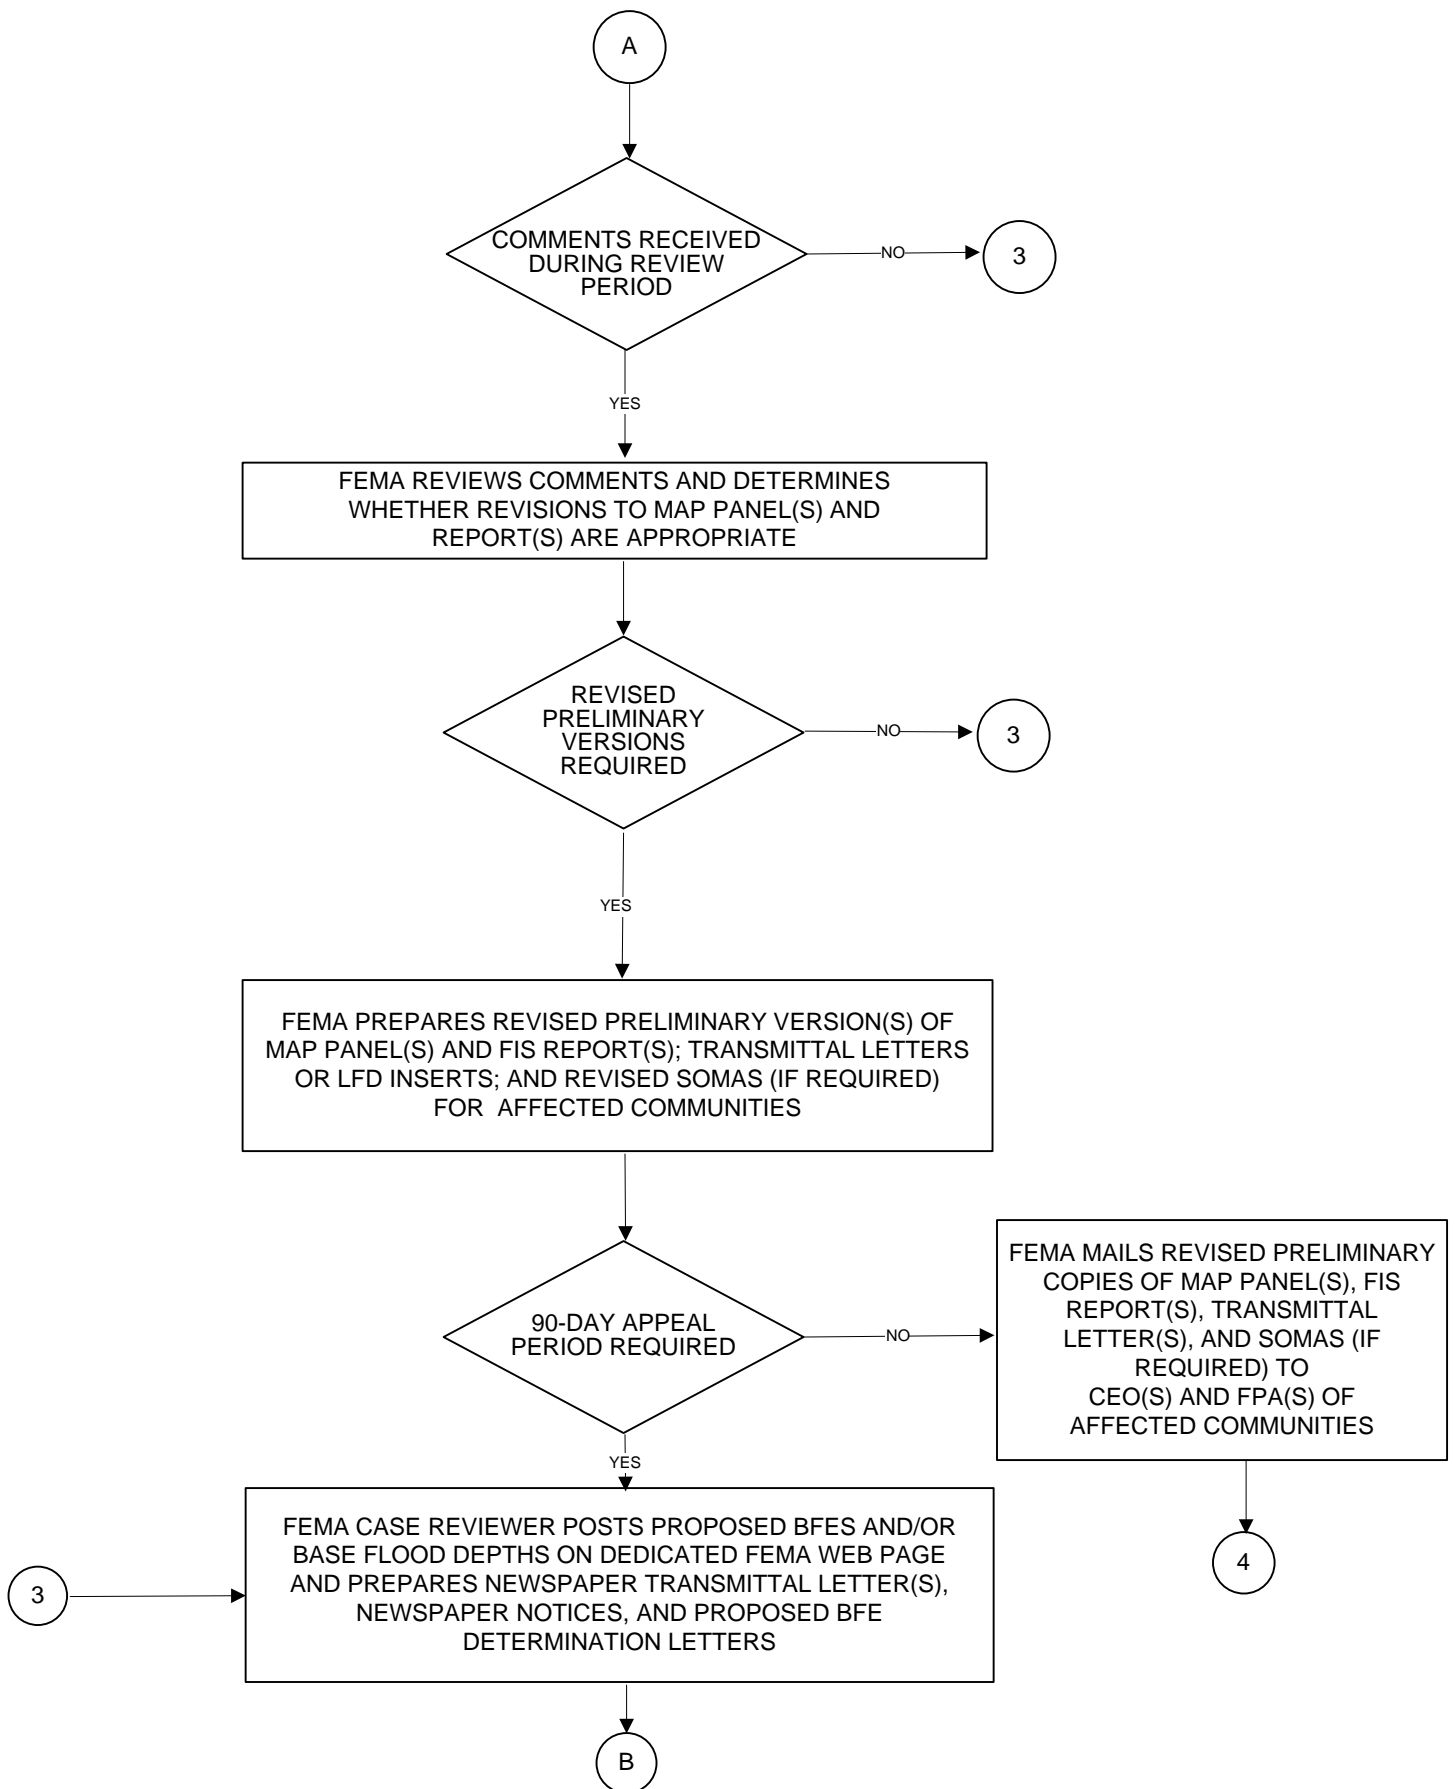 A
COMMENTS RECEIVED
DURING REVIEW
PERIOD
NO
3
YES
FEMA REVIEWS COMMENTS AND DETERMINES
WHETHER REVISIONS TO MAP PANEL(S) AND
REPORT(S) ARE APPROPRIATE
REVISED
PRELIMINARY
VERSIONS
REQUIRED
NO
3
YES
FEMA PREPARES REVISED PRELIMINARY VERSION(S) OF
MAP PANEL(S) AND FIS REPORT(S); TRANSMITTAL LETTERS
OR LFD INSERTS; AND REVISED SOMAS (IF REQUIRED)
FOR AFFECTED COMMUNITIES
90-DAY APPEAL
PERIOD REQUIRED
NO
FEMA MAILS REVISED PRELIMINARY
COPIES OF MAP PANEL(S), FIS
REPORT(S), TRANSMITTAL
LETTER(S), AND SOMAS (IF
REQUIRED) TO
CEO(S) AND FPA(S) OF
AFFECTED COMMUNITIES
4
YES
3
FEMA CASE REVIEWER POSTS PROPOSED BFES AND/OR
BASE FLOOD DEPTHS ON DEDICATED FEMA WEB PAGE
AND PREPARES NEWSPAPER TRANSMITTAL LETTER(S),
NEWSPAPER NOTICES, AND PROPOSED BFE
DETERMINATION LETTERS
B